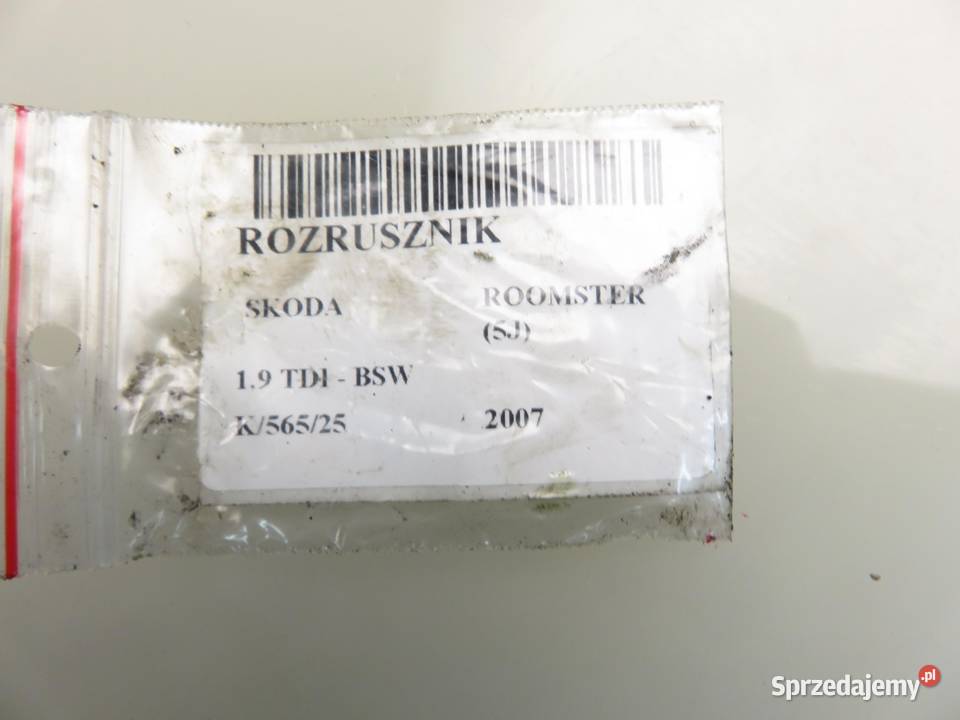 ROZRUSZNIK
SKODA
ROOMSTER
(5J)
1.9 TDI - BSW
K/565/25
2007
Sprzedajemy.pl